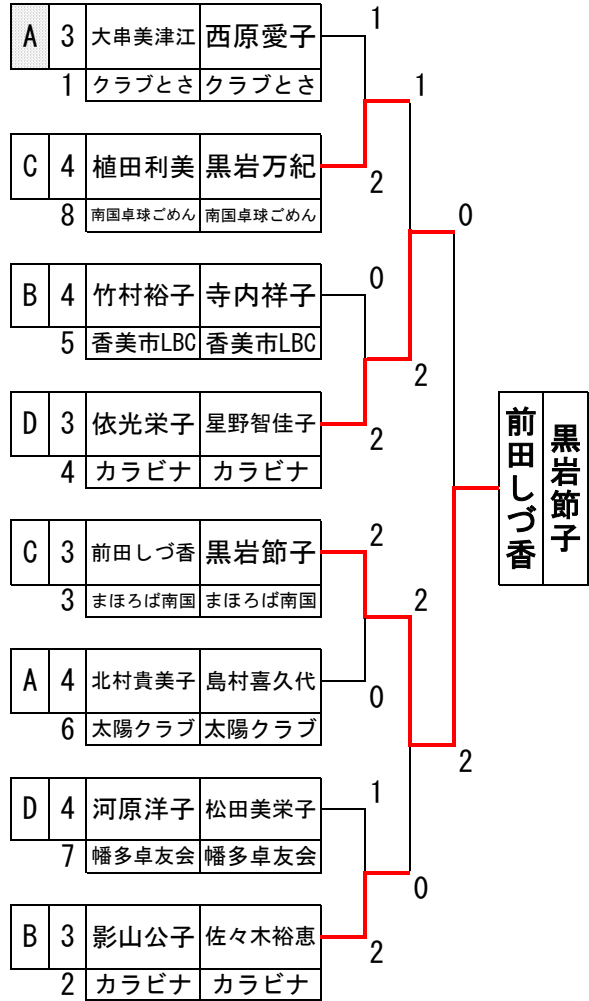 A 3 大串美津江 西原愛子 1
1 クラブとさ クラブとさ 1
C 4 植田利美 黒岩万紀 2
8 南国卓球ごめん 南国卓球ごめん 0
B 4 竹村裕子 寺内祥子 0
5 香美市LBC 香美市LBC 2
D 3 依光栄子 星野智佳子 2
4 カラビナ カラビナ
前田しづ香 黒岩節子
C 3 前田しづ香 黒岩節子 2
3 まほろば南国 まほろば南国 2
A 4 北村貴美子 島村喜久代 0
6 太陽クラブ 太陽クラブ 2
D 4 河原洋子 松田美栄子 1
7 幡多卓友会 幡多卓友会 0
B 3 影山公子 佐々木裕恵 2
2 カラビナ カラビナ